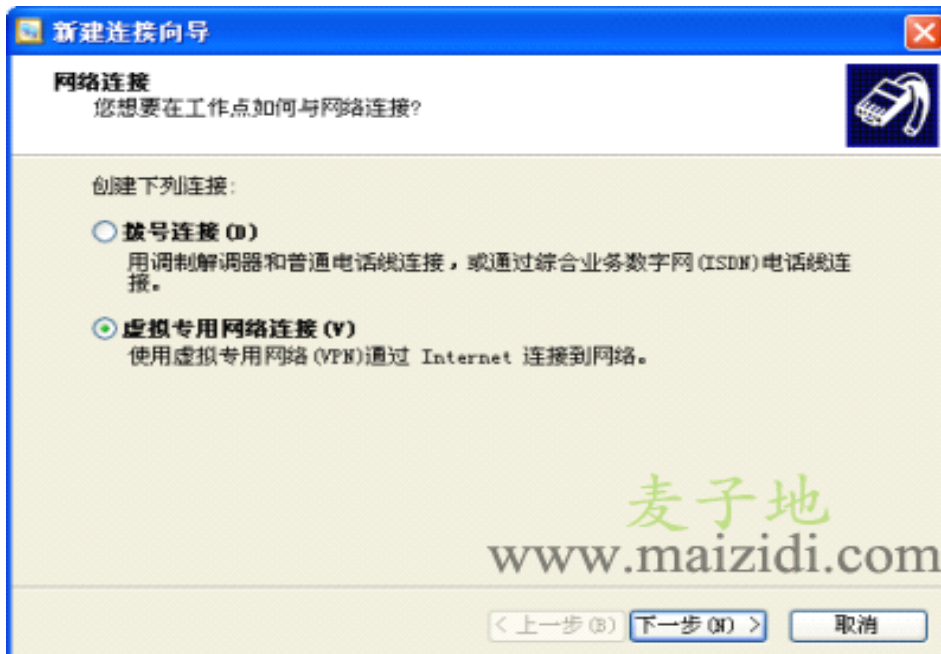 新建连接向导
网络连接
您想要在工作点如何与网络连接?
创建下列连接:
拨号连接(D)
用调制解调器和普通电话线连接，或通过综合业务数字网(ISDN)电话线连
接。
虚拟专用网络连接(V)
使用虚拟专用网络(VPN)通过 Internet 连接到网络。
麦子地
www.maizidi.com
< 上一步(B) 下一步(N) > 取消